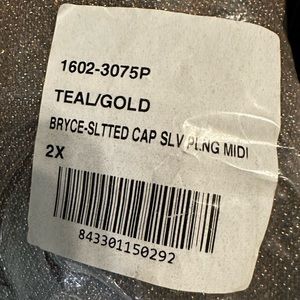 1602-3075P
TEAL/GOLD
BRYCE-SLTTED CAP SLV PLNG MIDI
2X
843301150292